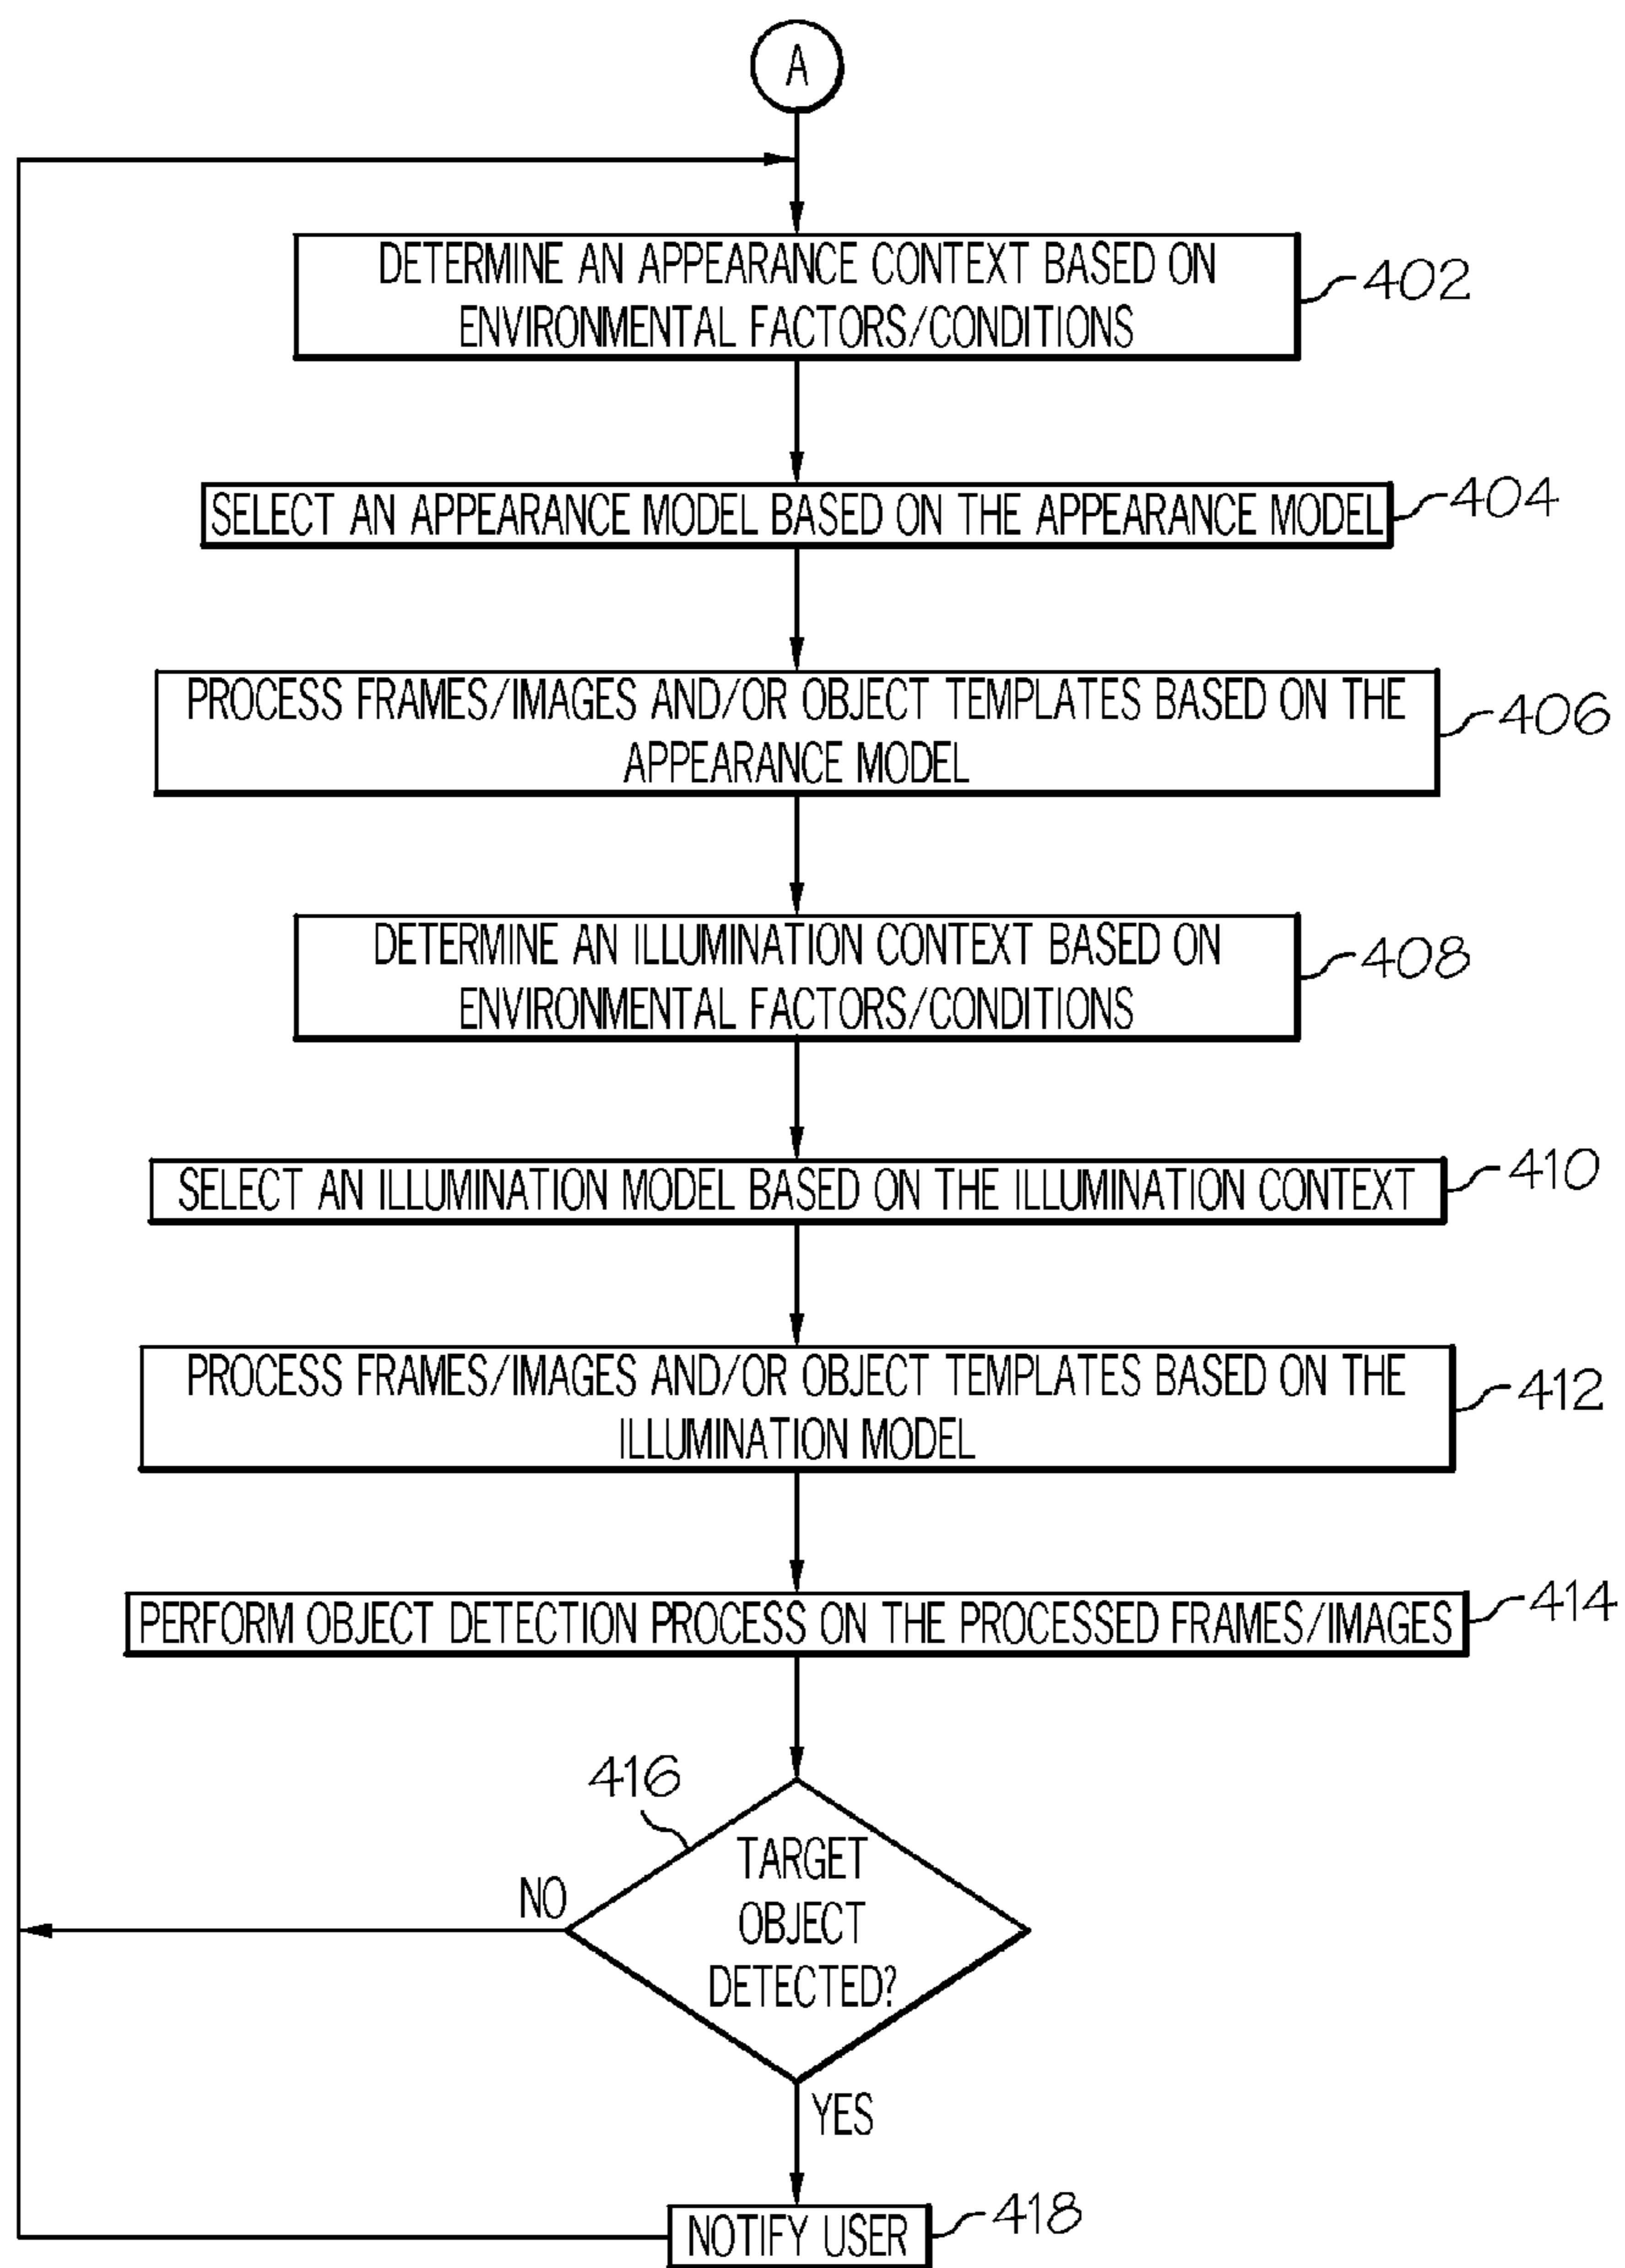 A
DETERMINE AN APPEARANCE CONTEXT BASED ON
ENVIRONMENTAL FACTORS/CONDITIONS
402
SELECT AN APPEARANCE MODEL BASED ON THE APPEARANCE MODEL
404
PROCESS FRAMES/IMAGES AND/OR OBJECT TEMPLATES BASED ON THE
APPEARANCE MODEL
406
DETERMINE AN ILLUMINATION CONTEXT BASED ON
ENVIRONMENTAL FACTORS/CONDITIONS
408
SELECT AN ILLUMINATION MODEL BASED ON THE ILLUMINATION CONTEXT
410
PROCESS FRAMES/IMAGES AND/OR OBJECT TEMPLATES BASED ON THE
ILLUMINATION MODEL
412
PERFORM OBJECT DETECTION PROCESS ON THE PROCESSED FRAMES/IMAGES
414
416
TARGET
OBJECT
DETECTED?
NO
YES
NOTIFY USER
418